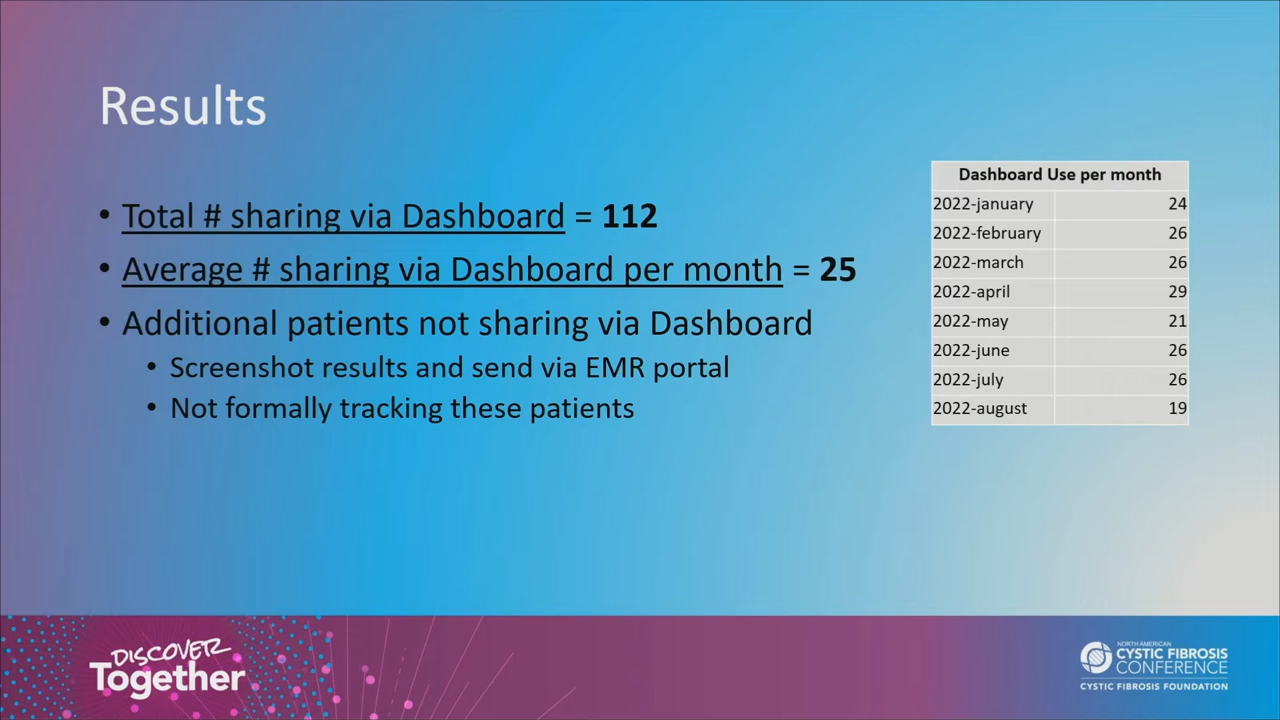 Results
• Total # sharing via Dashboard = 112
• Average # sharing via Dashboard per month = 25
• Additional patients not sharing via Dashboard
• Screenshot results and send via EMR portal
• Not formally tracking these patients
Dashboard Use per month
2022-january 24
2022-february 26
2022-march 26
2022-april 29
2022-may 21
2022-june 26
2022-july 26
2022-august 19
DISCOVER
Together
NORTH AMERICAN
CYSTIC FIBROSIS
CONFERENCE
CYSTIC FIBROSIS FOUNDATION